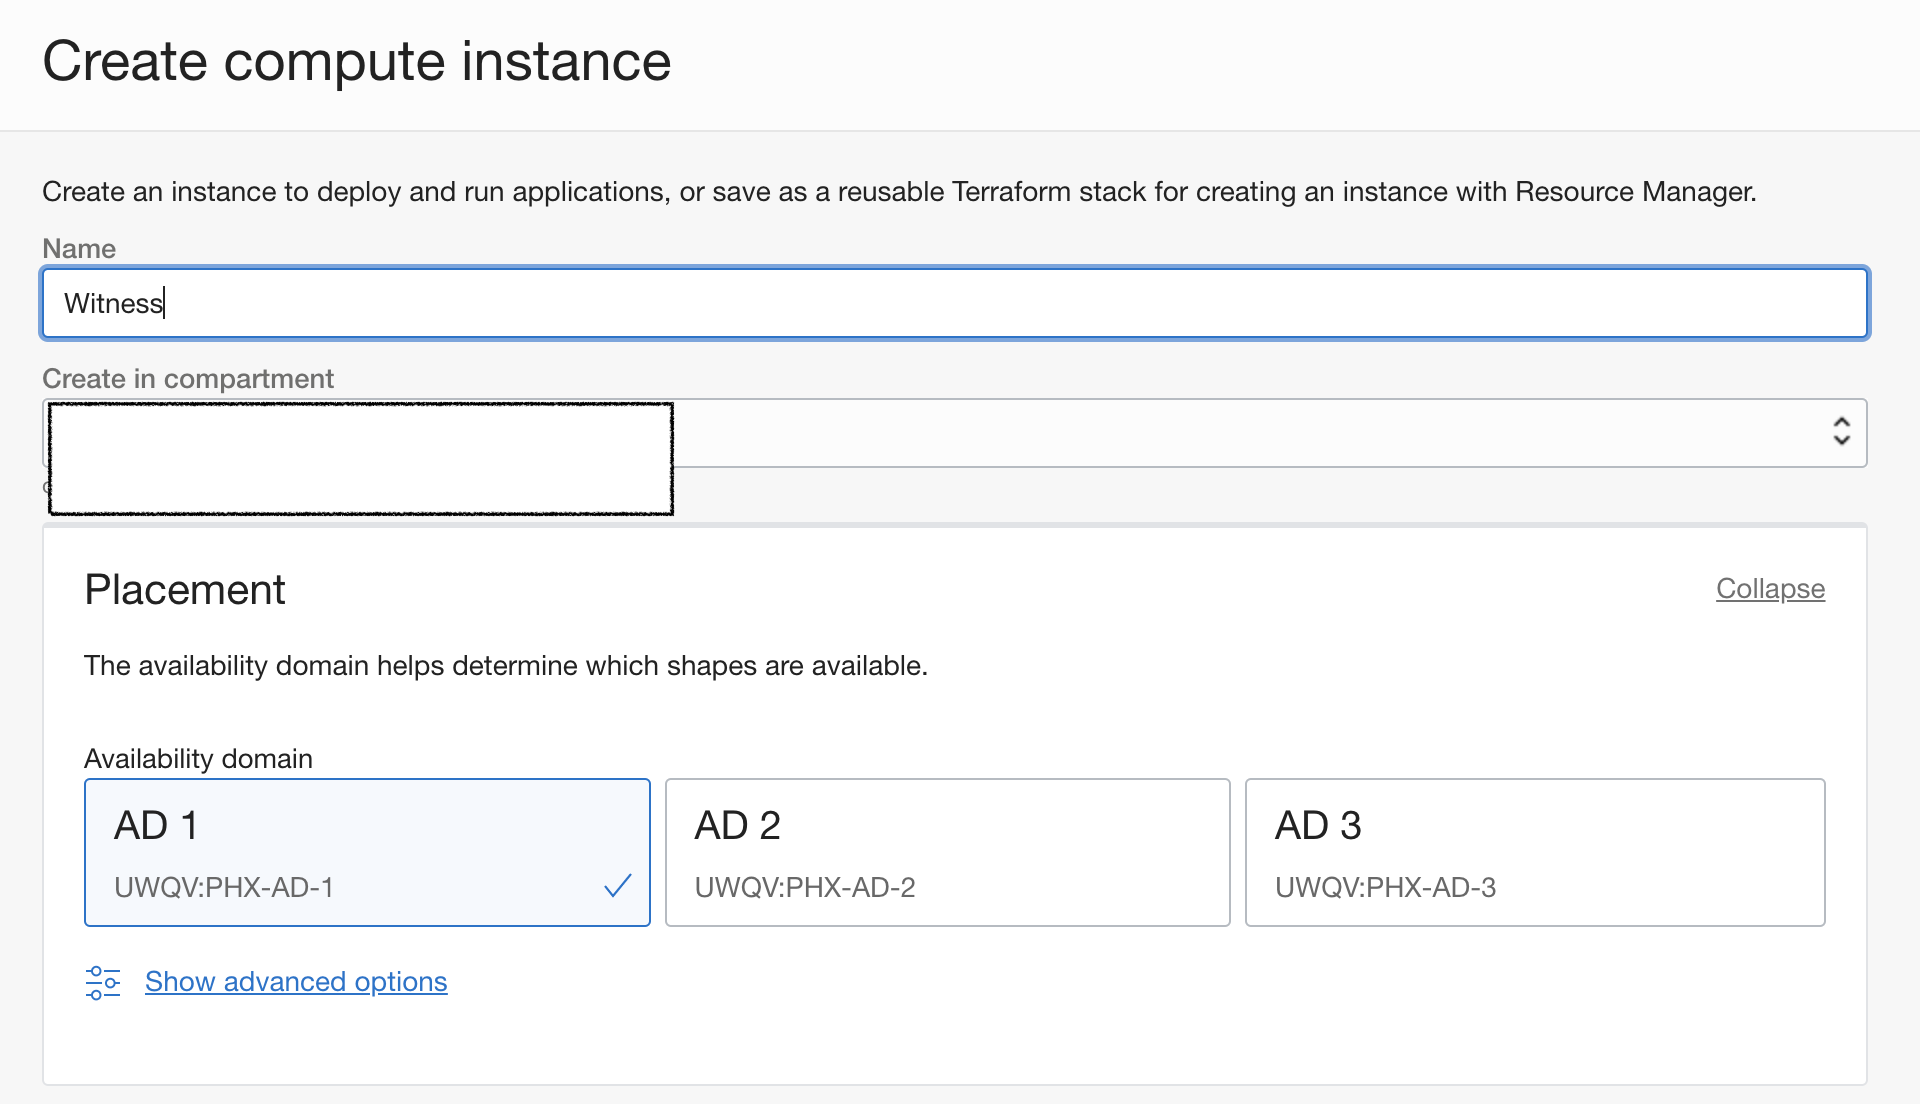 Create compute instance
Create an instance to deploy and run applications, or save as a reusable Terraform stack for creating an instance with Resource Manager.
Name
Witness
Create in compartment
Placement
Collapse
The availability domain helps determine which shapes are available.
Availability domain
AD 1
UWQV:PHX-AD-1
AD 2
UWQV:PHX-AD-2
AD 3
UWQV:PHX-AD-3
Show advanced options